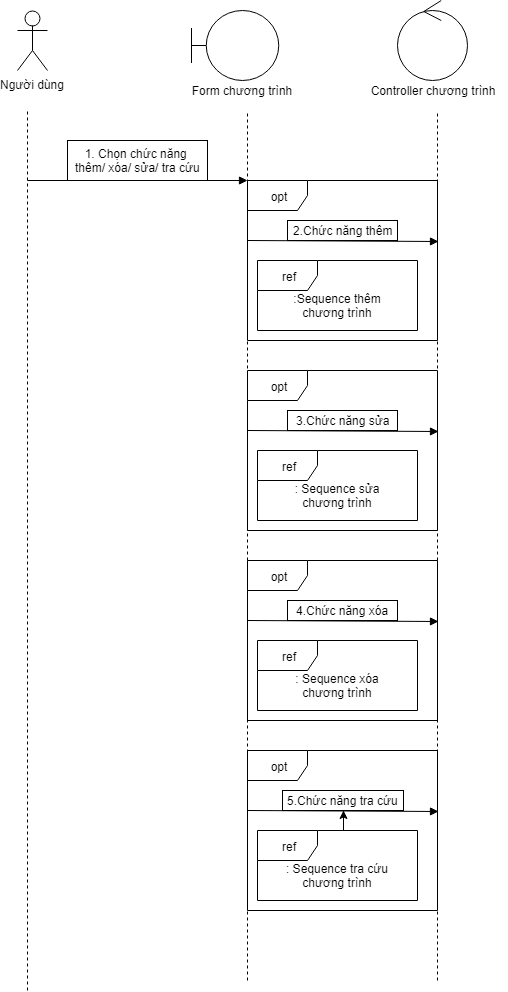 Người dùng
Form chương trình
Controller chương trình
1. Chọn chức năng
thêm/ xóa/ sửa/ tra cứu
opt
2.Chức năng thêm
ref
:Sequence thêm
chương trình
opt
3.Chức năng sửa
ref
: Sequence sửa
chương trình
opt
4.Chức năng xóa
ref
: Sequence xóa
chương trình
opt
5.Chức năng tra cứu
ref
: Sequence tra cứu
chương trình